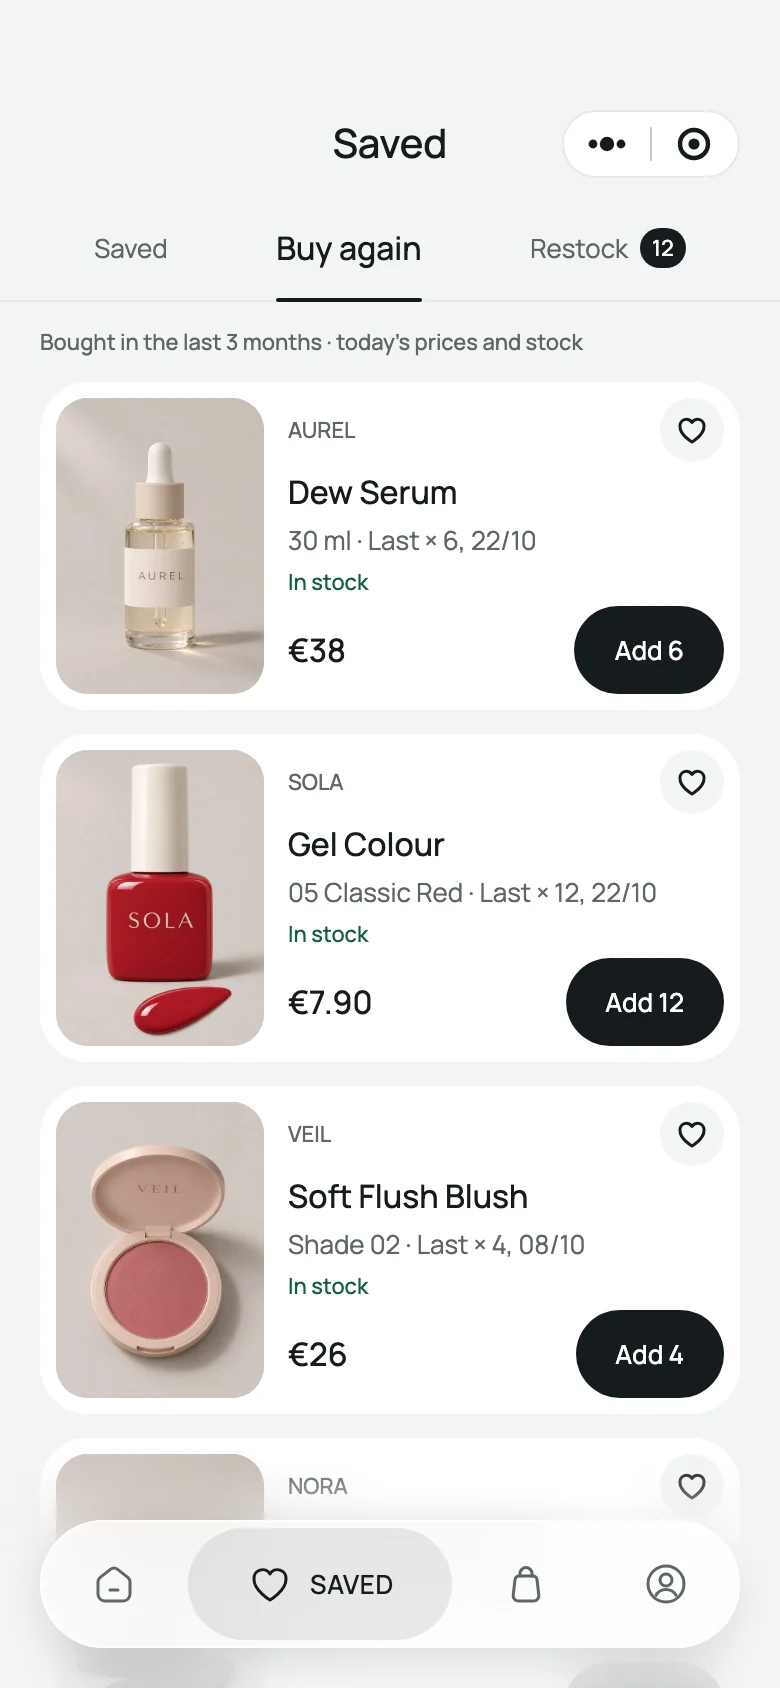 Saved
Saved
Buy again
Restock 12
Bought in the last 3 months · today's prices and stock
AUREL
AUREL
Dew Serum
30 ml · Last × 6, 22/10
In stock
€38
Add 6
SOLA
SOLA
Gel Colour
05 Classic Red · Last × 12, 22/10
In stock
€7.90
Add 12
VEIL
VEIL
Soft Flush Blush
Shade 02 · Last × 4, 08/10
In stock
€26
Add 4
NORA
SAVED